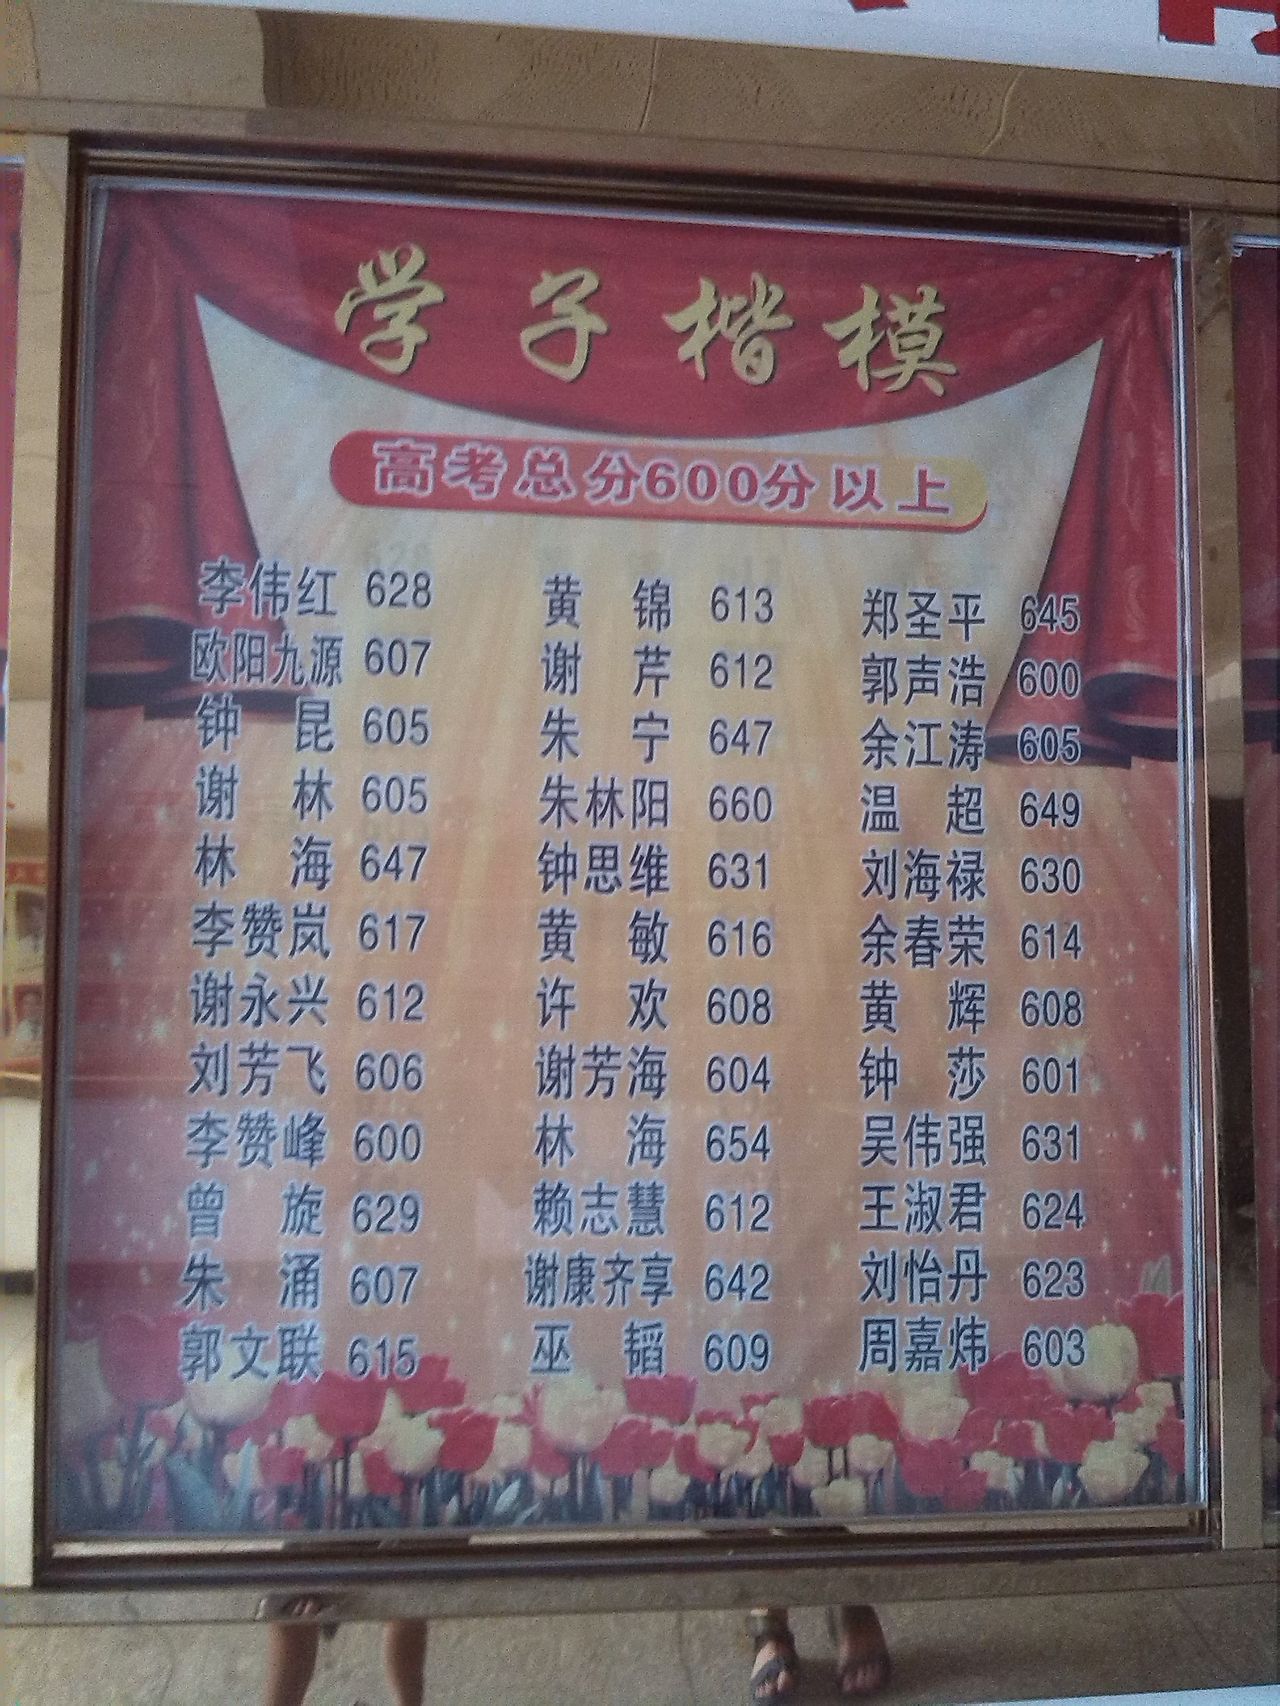 学子楷模
高考总分600分以上
李伟红 628 黄锦 613 郑圣平 645
欧阳九源 607 谢芹 612 郭声浩 600
钟昆 605 朱宁 647 余江涛 605
谢林 605 朱林阳 660 温超 649
林海 647 钟思维 631 刘海禄 630
李赞岚 617 黄敏 616 余春荣 614
谢永兴 612 许欢 608 黄辉 608
刘芳飞 606 谢芳海 604 钟莎 601
李赞峰 600 林海 654 吴伟强 631
曾旋 629 赖志慧 612 王淑君 624
朱涌 607 谢康齐享 642 刘怡丹 623
郭文联 615 巫韬 609 周嘉炜 603